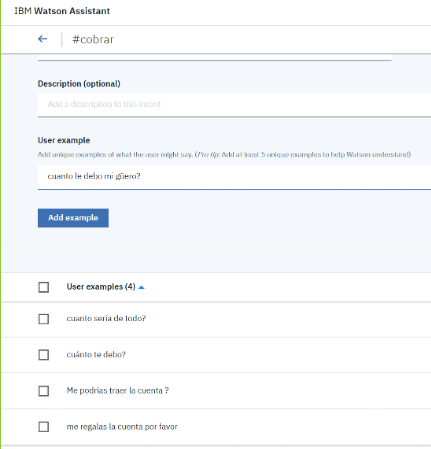 IBM Watson Assistant
← | #cobrar
Description (optional)
Add a description to this intent
User example
Add unique examples of what the user might say. (Pro tip: Add at least 5 unique examples to help Watson understand)
cuanto le debo mi güero?
Add example
User examples (4)
cuanto seria de todo?
cuánto te debo?
Me podrías traer la cuenta ?
me regalas la cuenta por favor